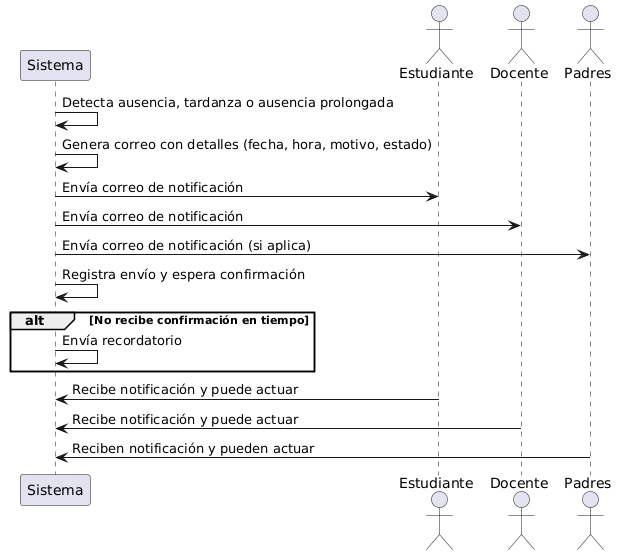 Estudiante
Docente
Padres
Sistema
Detecta ausencia, tardanza o ausencia prolongada
Genera correo con detalles (fecha, hora, motivo, estado)
Envía correo de notificación
Envía correo de notificación
Envía correo de notificación (si aplica)
Registra envío y espera confirmación
alt [No recibe confirmación en tiempo]
Envía recordatorio
Recibe notificación y puede actuar
Recibe notificación y puede actuar
Reciben notificación y pueden actuar
Sistema
Estudiante
Docente
Padres